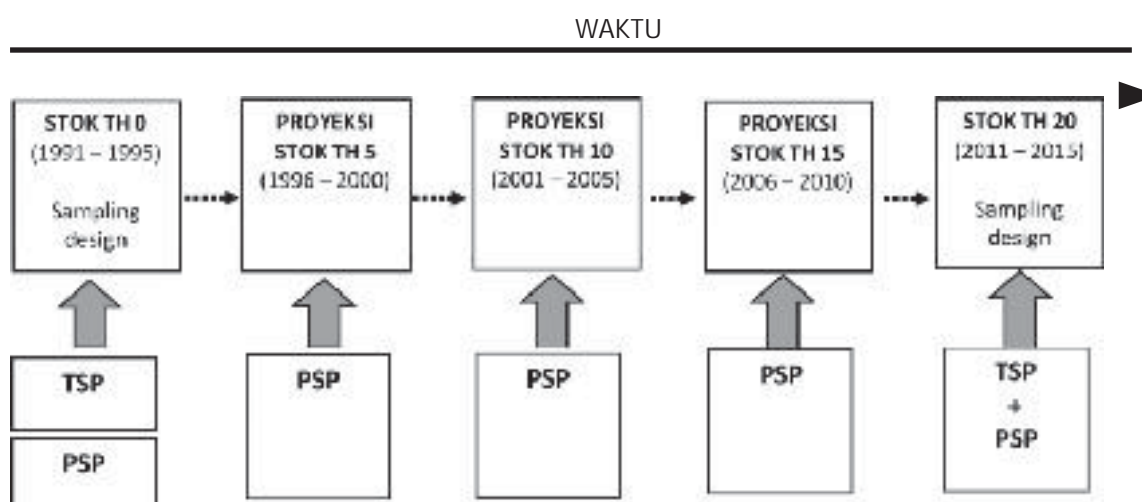 WAKTU
STOK TH 0
(1991 – 1995)
Sampling
design
PROYEKSI
STOK TH 5
(1996 – 2000)
PROYEKSI
STOK TH 10
(2001 – 2005)
PROYEKSI
STOK TH 15
(2006 – 2010)
STOK TH 20
(2011 – 2015)
Sampling
design
TSP
PSP
PSP
PSP
PSP
TSP
+
PSP